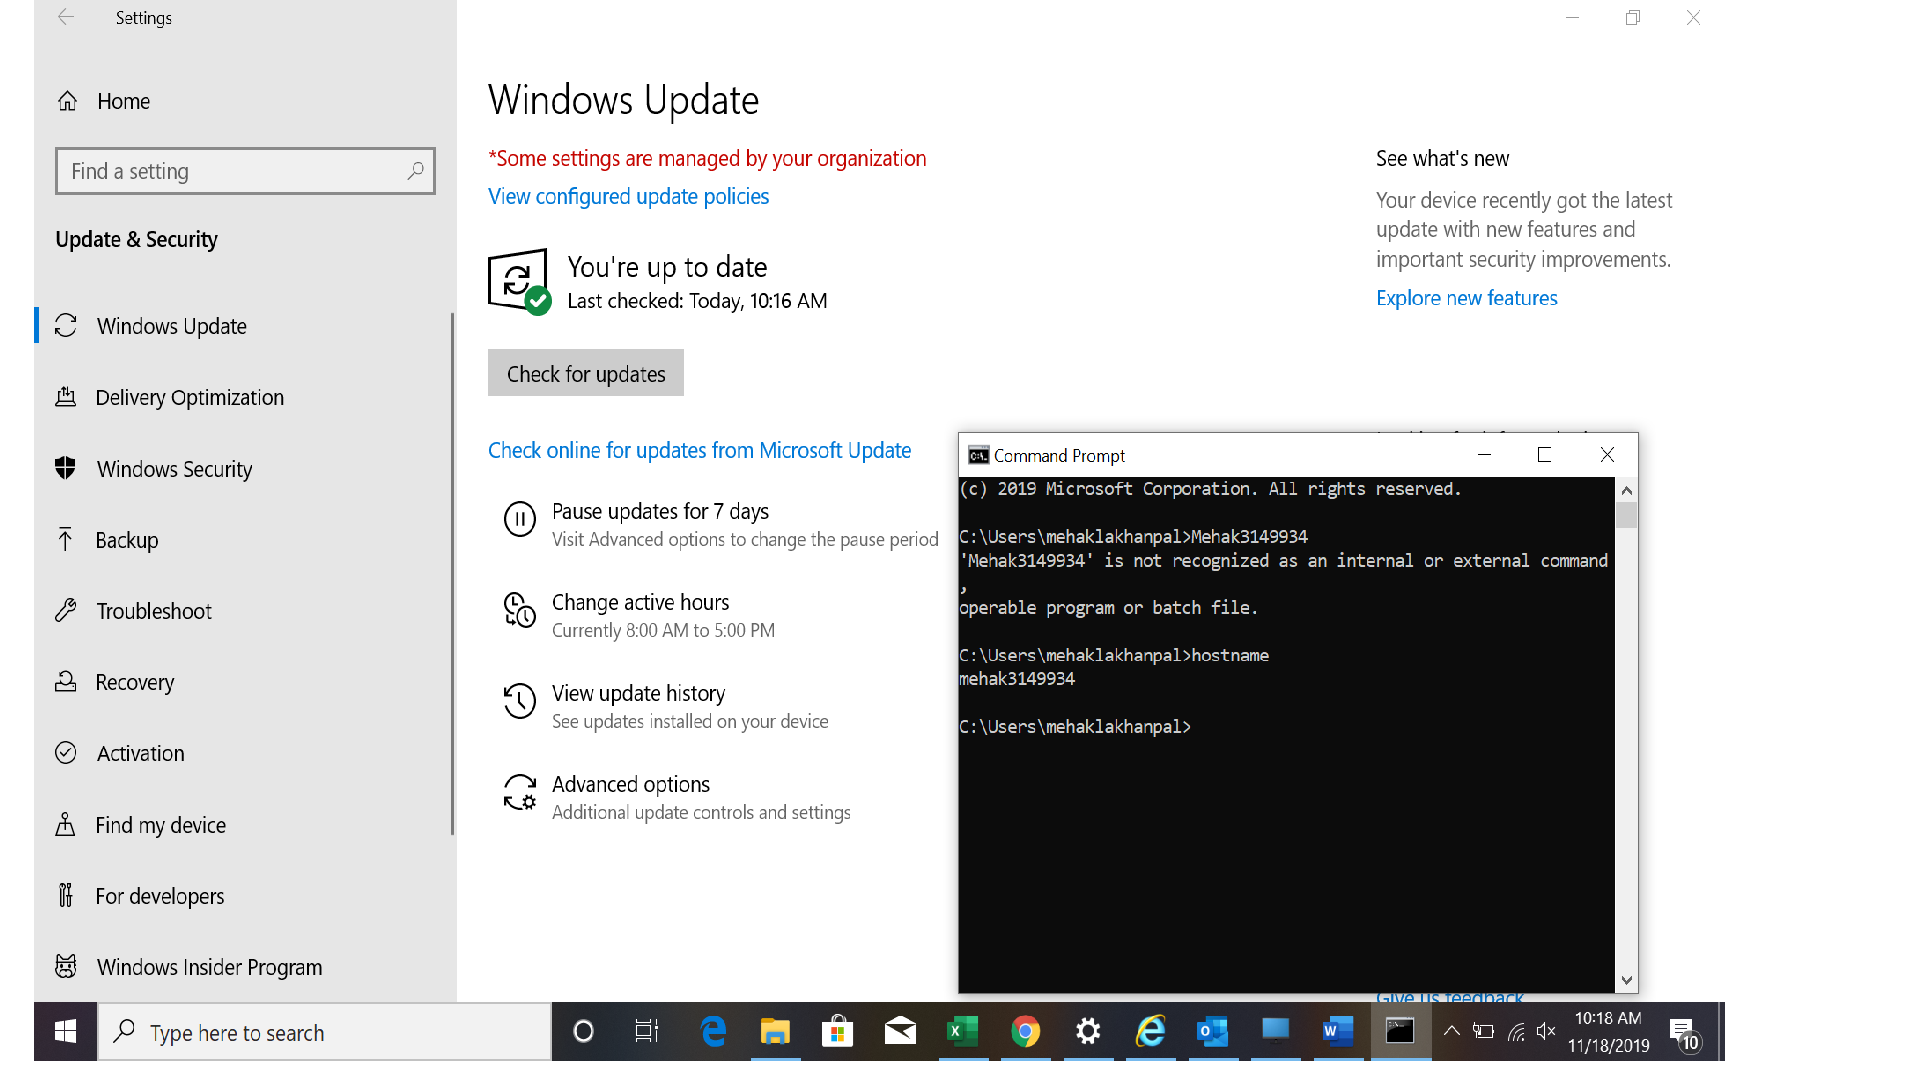 Settings
Home
Find a setting
Update & Security
Windows Update
Delivery Optimization
Windows Security
Backup
Troubleshoot
Recovery
Activation
Find my device
For developers
Windows Insider Program
Windows Update
*Some settings are managed by your organization
View configured update policies
You're up to date
Last checked: Today, 10:16 AM
Check for updates
Check online for updates from Microsoft Update
Pause updates for 7 days
Visit Advanced options to change the pause period
Change active hours
Currently 8:00 AM to 5:00 PM
View update history
See updates installed on your device
Advanced options
Additional update controls and settings
See what's new
Your device recently got the latest
update with new features and
important security improvements.
Explore new features
Command Prompt
(c) 2019 Microsoft Corporation. All rights reserved.
C:\Users\mehaklakhanpal>Mehak3149934
'Mehak3149934' is not recognized as an internal or external command
,
operable program or batch file.
C:\Users\mehaklakhanpal>hostname
mehak3149934
C:\Users\mehaklakhanpal>
Give us feedback
Type here to search
10:18 AM
11/18/2019
10